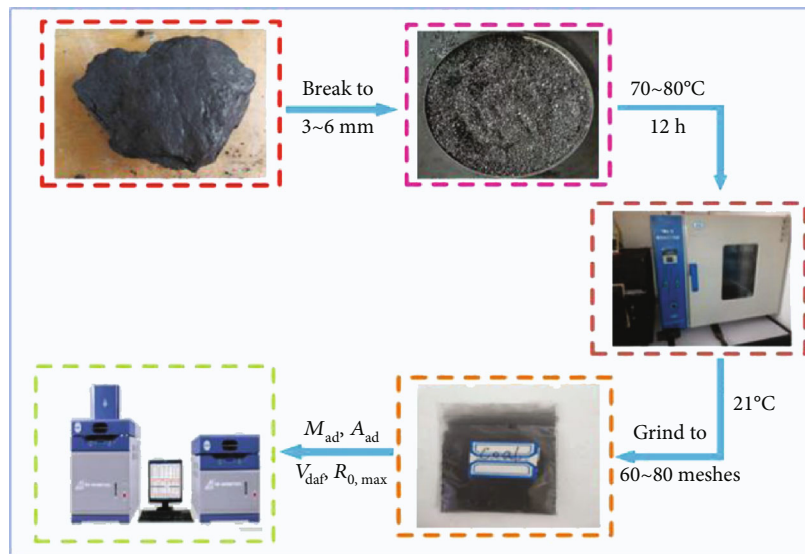 Break to
3~6 mm
70~80°C
12 h
21°C
Grind to
60~80 meshes
coal
M_ad, A_ad
V_daf, R_0, max